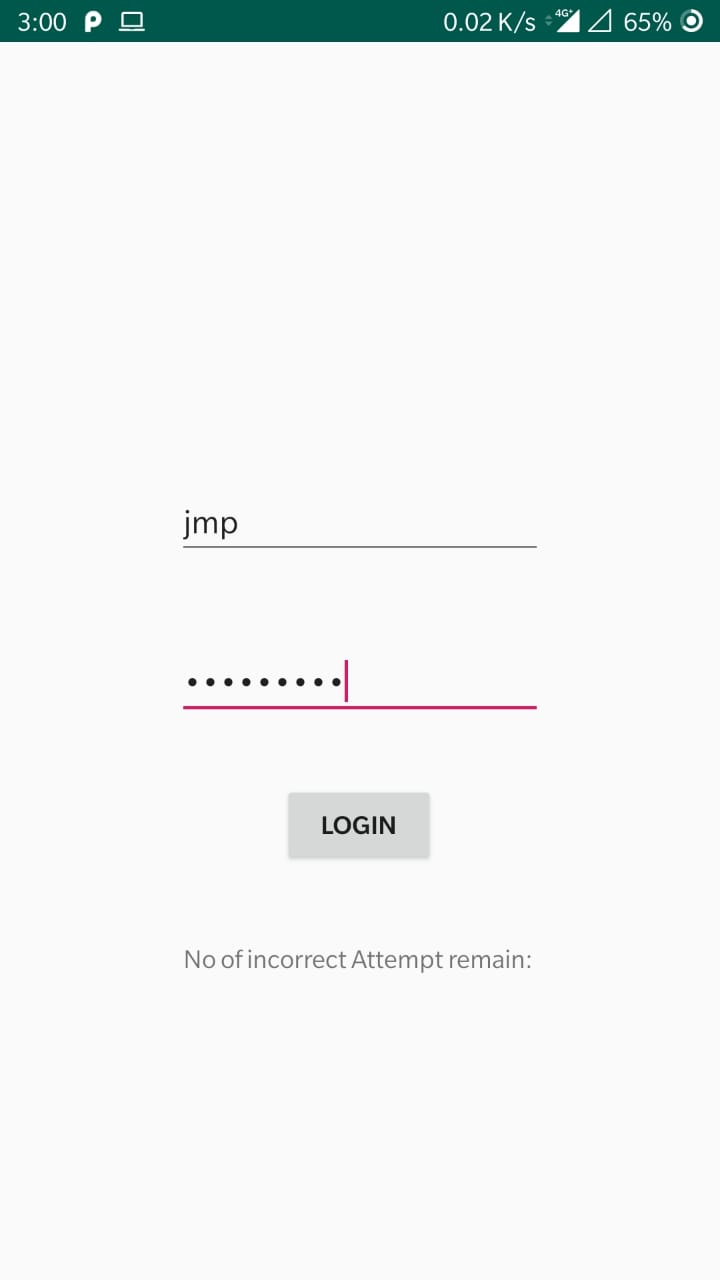 3:00 P 0.02 K/s 4G+ 65%
jmp
•••••••••
LOGIN
No of incorrect Attempt remain: